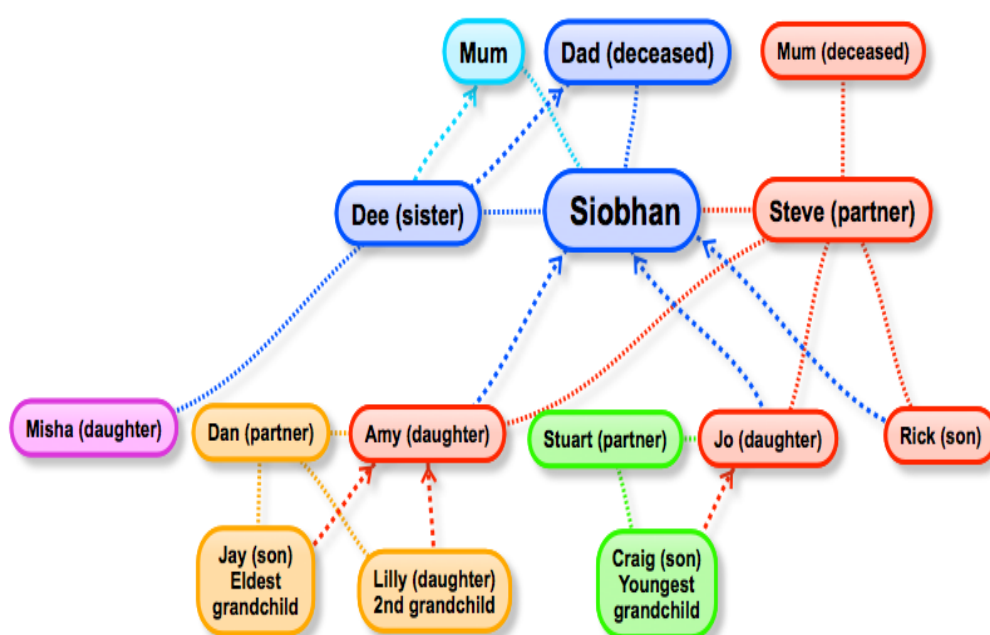 Mum
Dad (deceased)
Mum (deceased)
Dee (sister)
Siobhan
Steve (partner)
Misha (daughter)
Dan (partner)
Amy (daughter)
Stuart (partner)
Jo (daughter)
Rick (son)
Jay (son)
Eldest
grandchild
Lilly (daughter)
2nd grandchild
Craig (son)
Youngest
grandchild